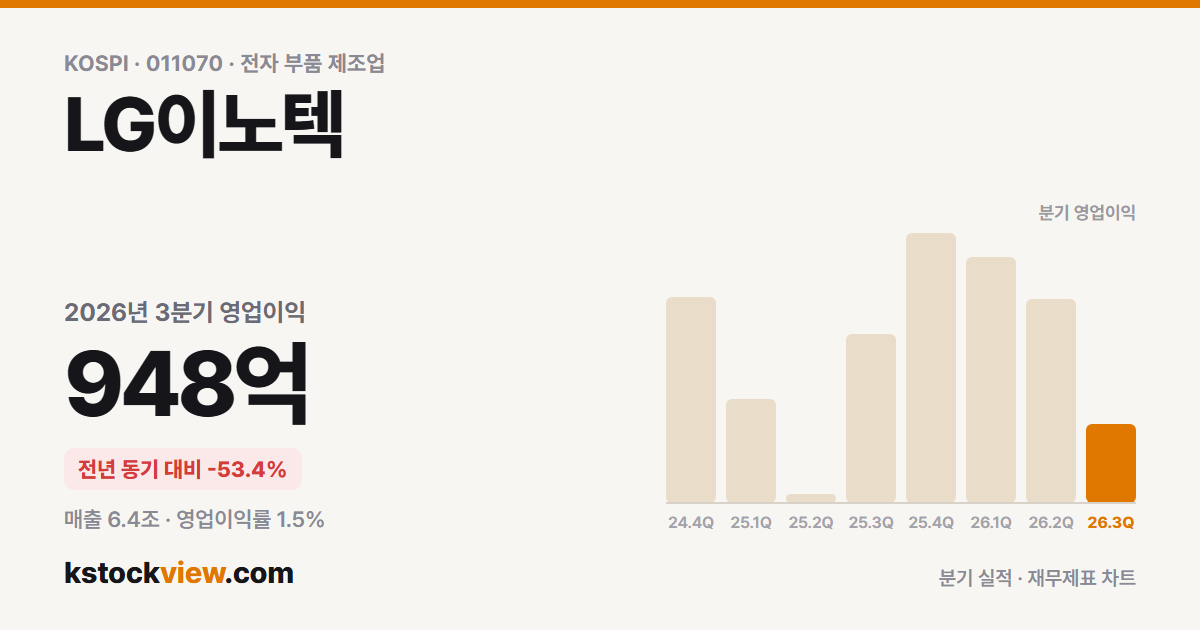 KOSPI · 011070 · 전자 부품 제조업
LG이노텍
2026년 3분기 영업이익
948억
전년 동기 대비 -53.4%
매출 6.4조 · 영업이익률 1.5%
kstockview.com
분기 영업이익
24.4Q 25.1Q 25.2Q 25.3Q 25.4Q 26.1Q 26.2Q 26.3Q
분기 실적 · 재무제표 차트